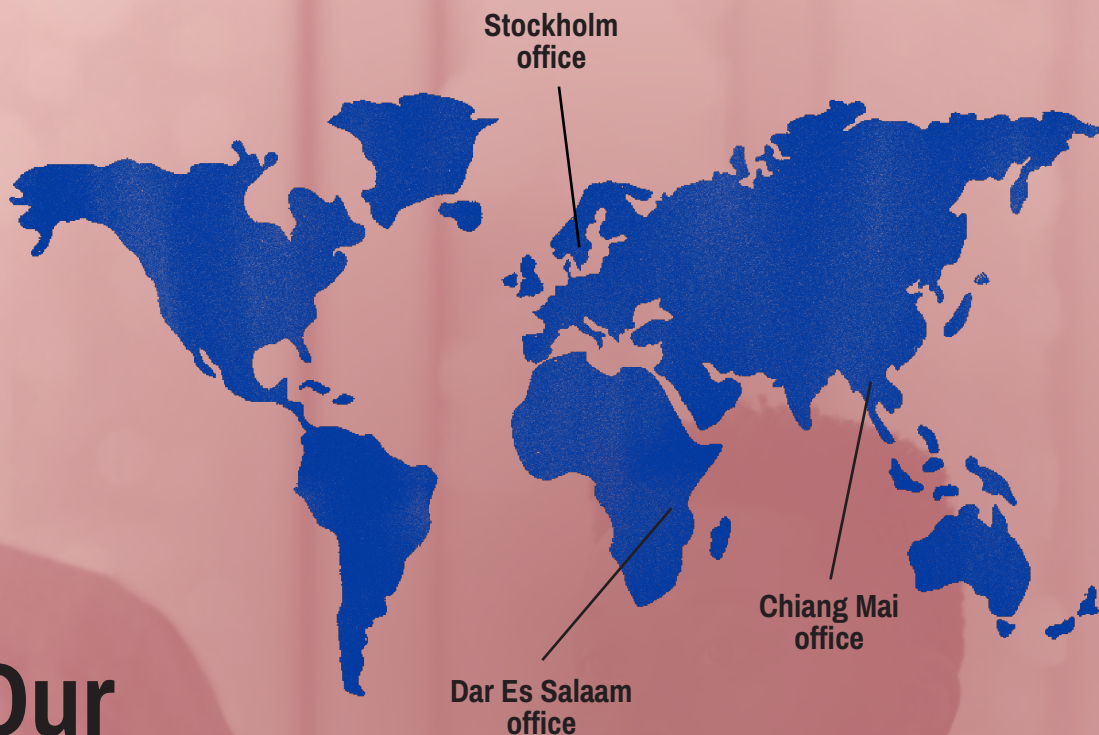 Stockholm
office
Chiang Mai
office
Dar Es Salaam
office
Our